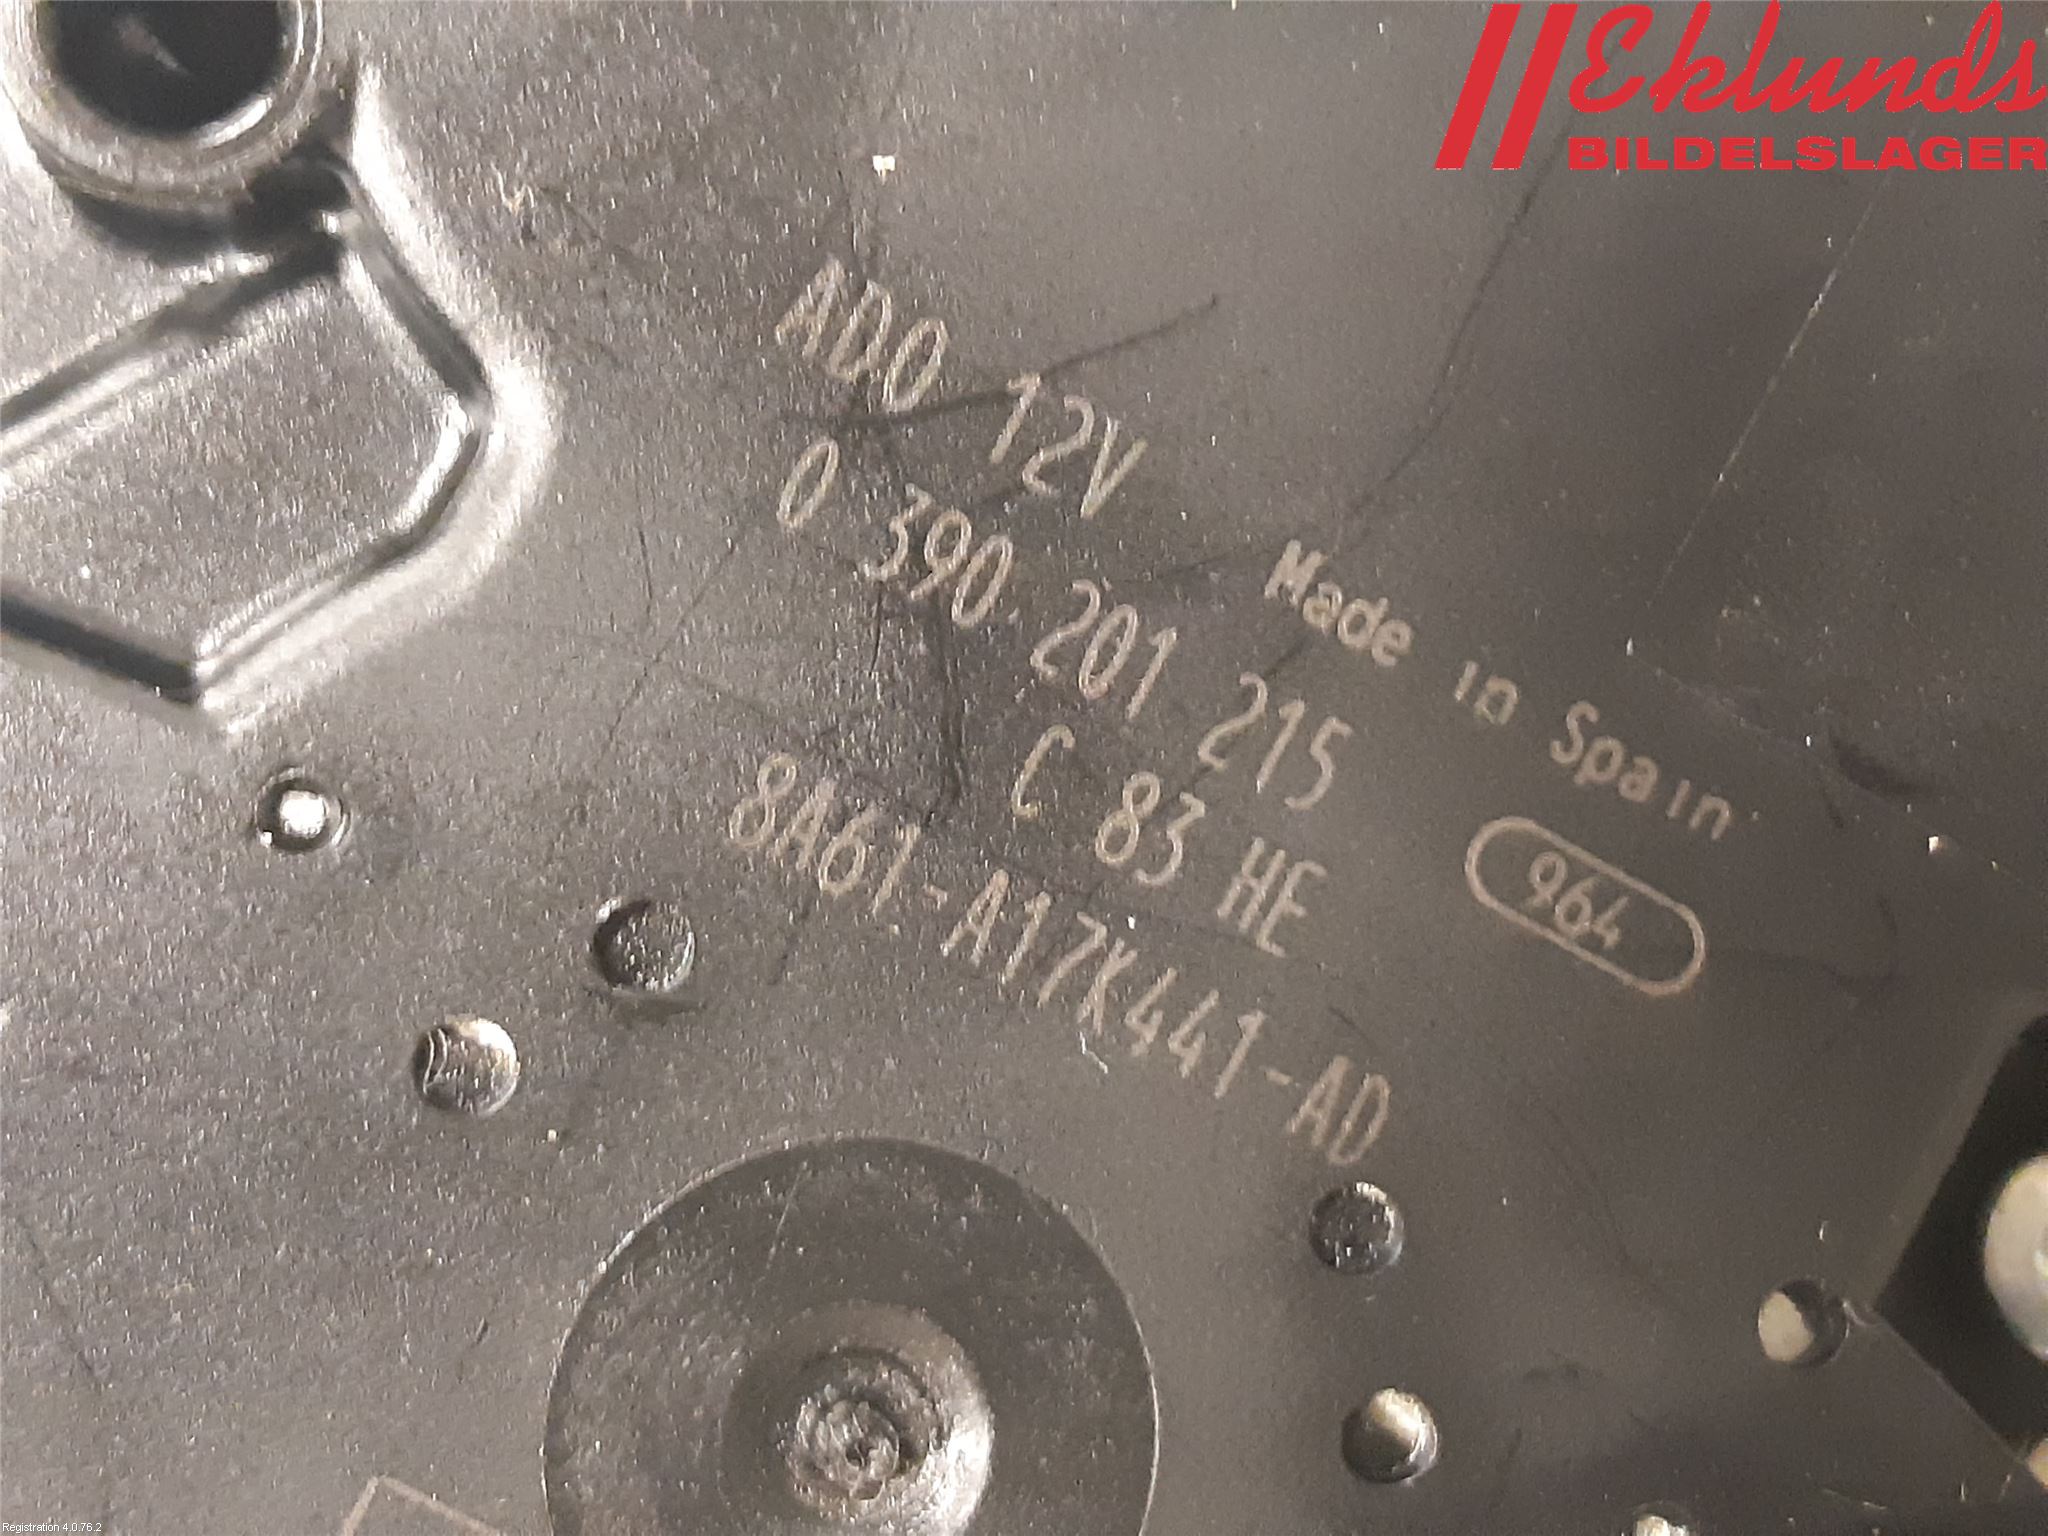 Eklunds
BILDELSLAGER
ADO 12V
0 390 201 215
C 83 HE
8A61-A17K441-AD
Made in Spain
964
Registration 4.0.76.2